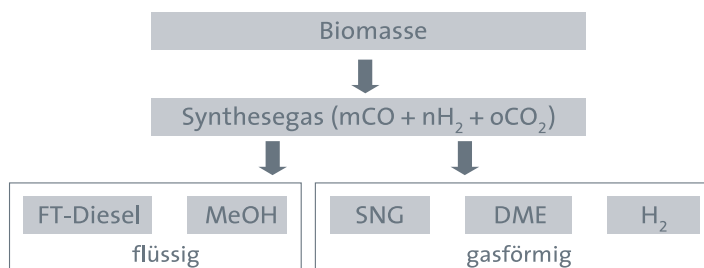 Biomasse
Synthesegas (mCO + nH₂ + oCO₂)
FT-Diesel MeOH SNG DME H₂
flüssig gasförmig